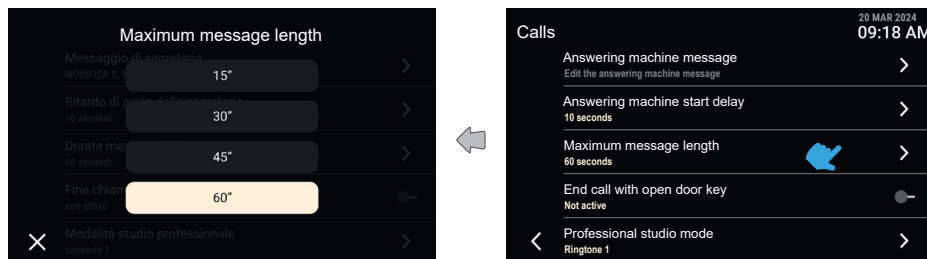 Maximum message length
Messaggio di segreteria
MODIFICA IL
15”
Ritardo di avvio della segreteria
10 secondi
30”
Durata
60 secondi
45”
Fine
non attivo
60”
Modalità studio professionale
suoneria 1
20 MAR 2024
Calls
09:18 AM
Answering machine message
Edit the answering machine message
Answering machine start delay
10 seconds
Maximum message length
60 seconds
End call with open door key
Not active
Professional studio mode
Ringtone 1